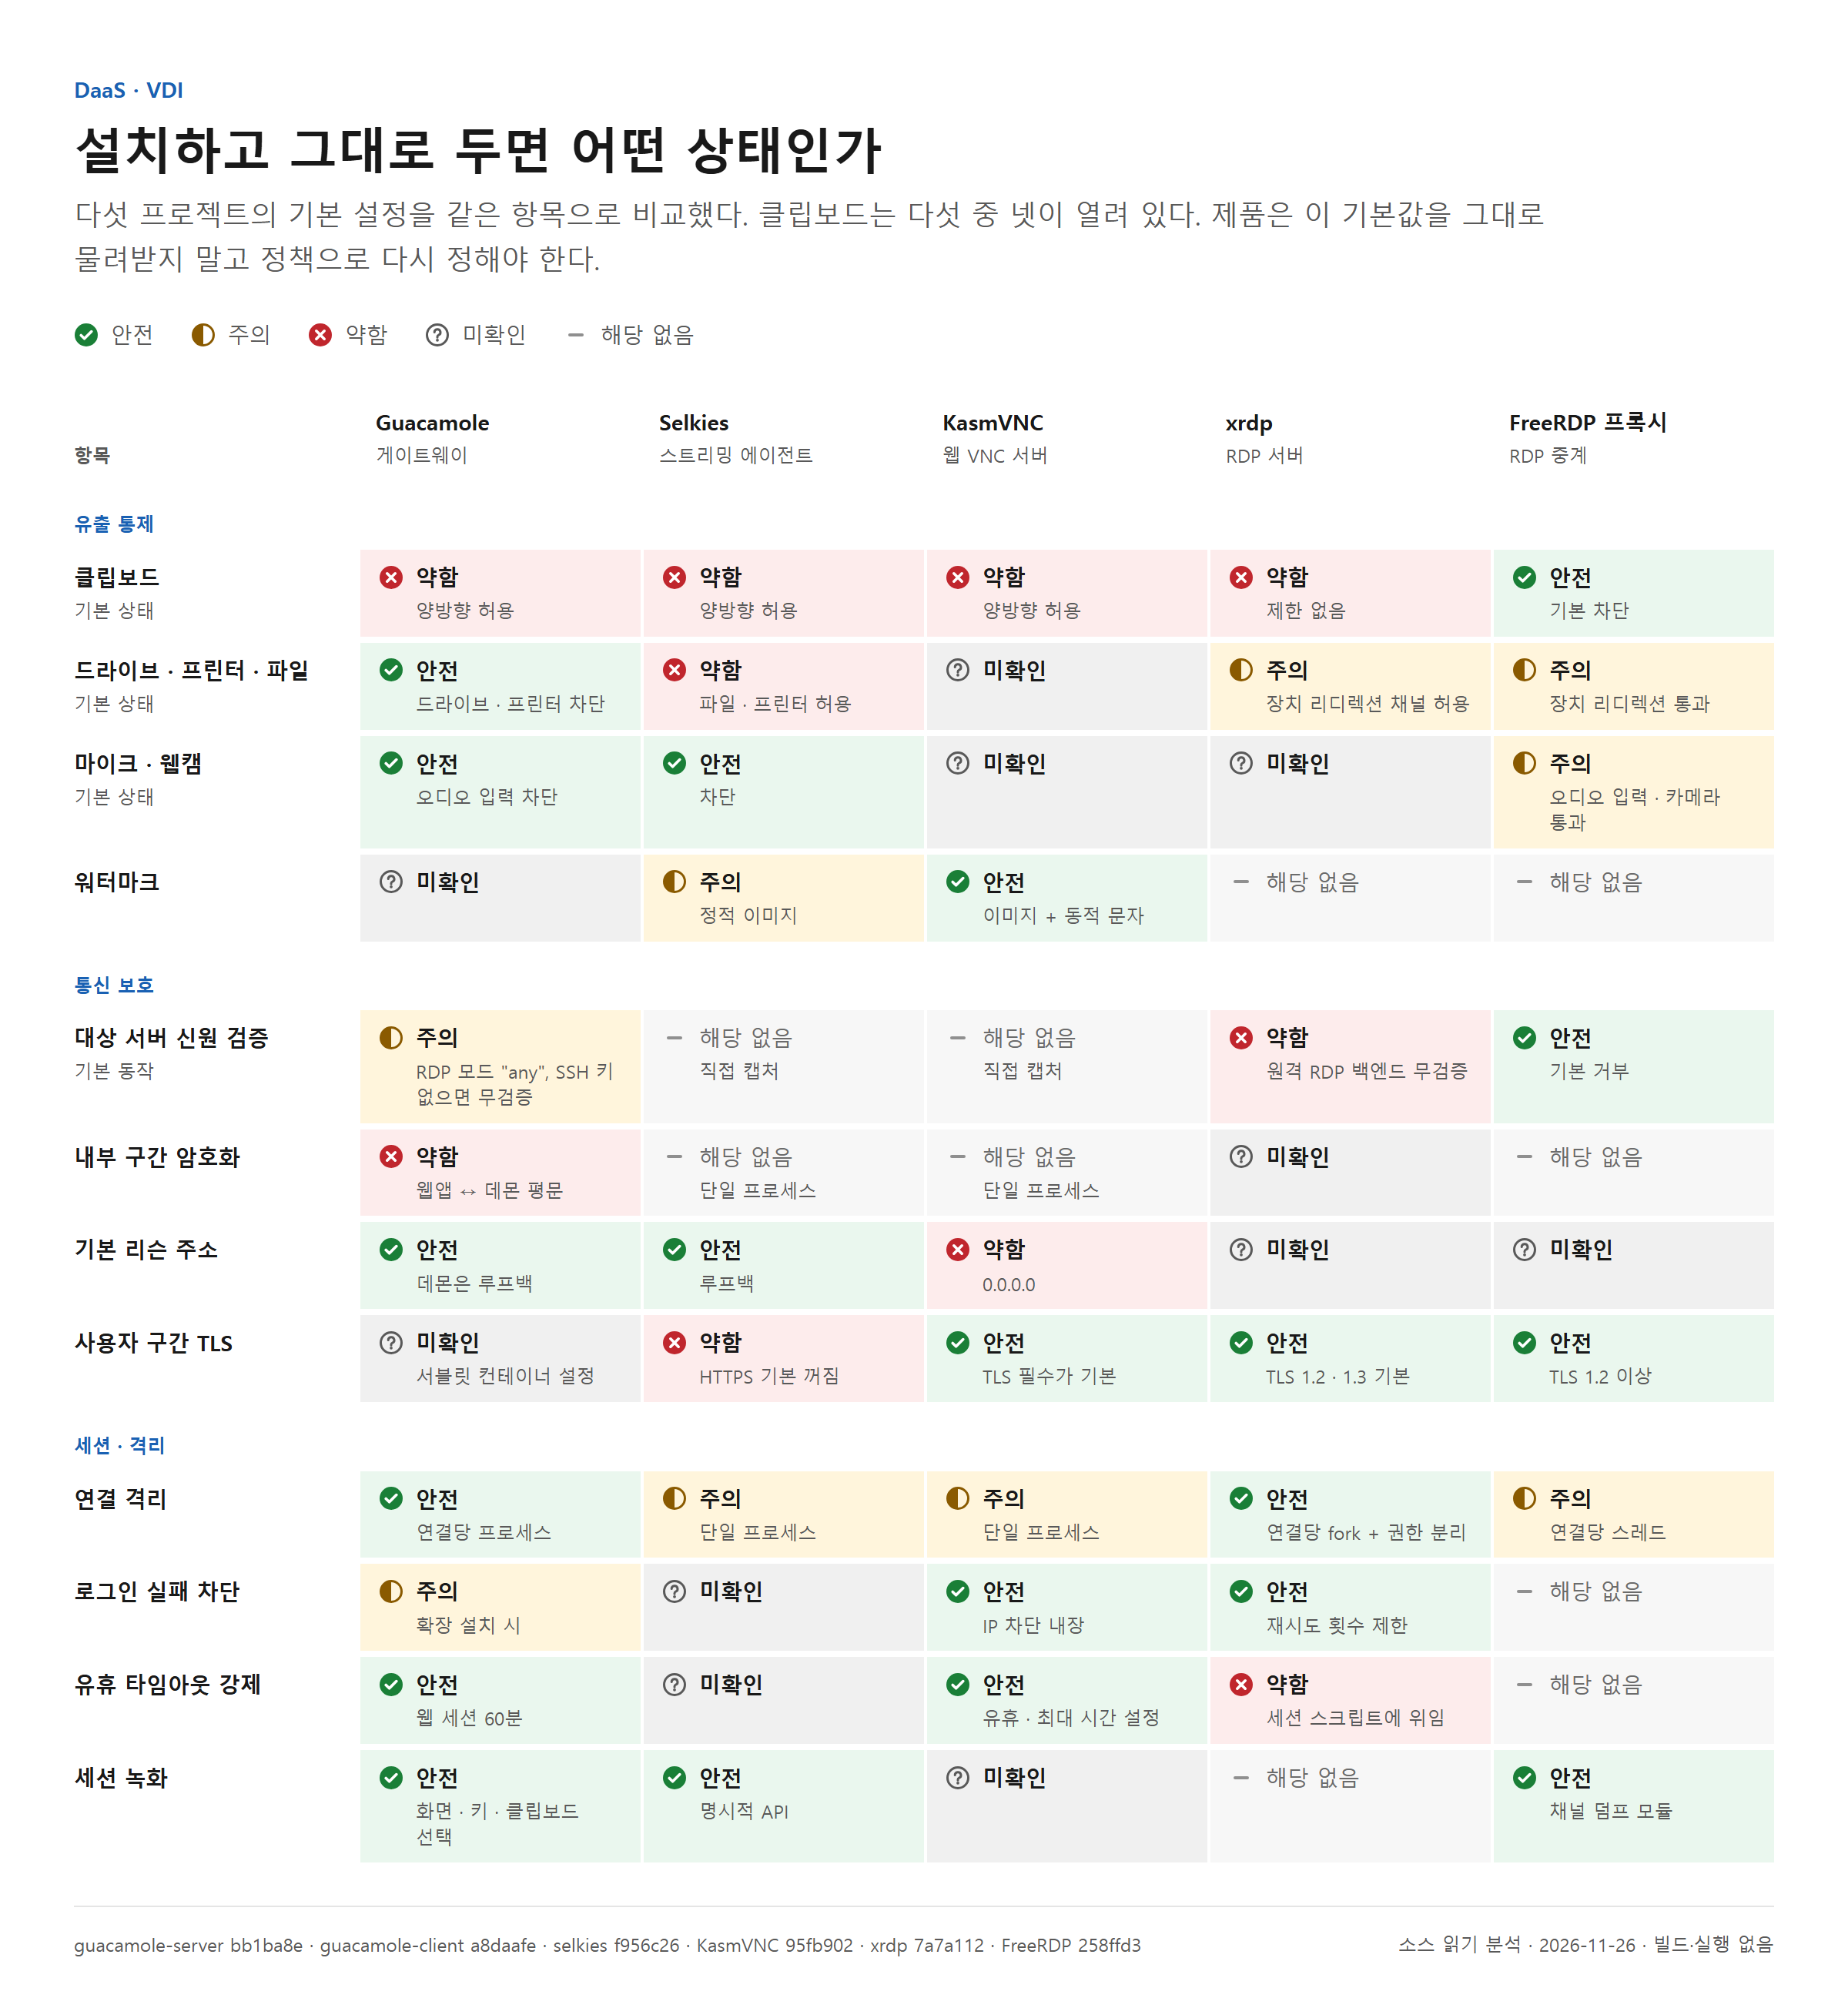 DaaS · VDI
설치하고 그대로 두면 어떤 상태인가
다섯 프로젝트의 기본 설정을 같은 항목으로 비교했다. 클립보드는 다섯 중 넷이 열려 있다. 제품은 이 기본값을 그대로
물려받지 말고 정책으로 다시 정해야 한다.
안전 주의 약함 미확인 해당 없음
Guacamole Selkies KasmVNC xrdp FreeRDP 프록시
항목 게이트웨이 스트리밍 에이전트 웹 VNC 서버 RDP 서버 RDP 중계
유출 통제
클립보드 약함 약함 약함 약함 안전
기본 상태 양방향 허용 양방향 허용 양방향 허용 제한 없음 기본 차단
드라이브 · 프린터 · 파일 안전 약함 미확인 주의 주의
기본 상태 드라이브 · 프린터 차단 파일 · 프린터 허용 장치 리디렉션 채널 허용 장치 리디렉션 통과
마이크 · 웹캠 안전 안전 미확인 미확인 주의
기본 상태 오디오 입력 차단 차단 오디오 입력 · 카메라
통과
워터마크 미확인 주의 안전 해당 없음 해당 없음
정적 이미지 이미지 + 동적 문자
통신 보호
대상 서버 신원 검증 주의 해당 없음 해당 없음 약함 안전
기본 동작 RDP 모드 "any", SSH 키 직접 캡처 직접 캡처 원격 RDP 백엔드 무검증 기본 거부
없으면 무검증
내부 구간 암호화 약함 해당 없음 해당 없음 미확인 해당 없음
웹앱 ↔ 데몬 평문 단일 프로세스 단일 프로세스
기본 리슨 주소 안전 안전 약함 미확인 미확인
데몬은 루프백 루프백 0.0.0.0
사용자 구간 TLS 미확인 약함 안전 안전 안전
서블릿 컨테이너 설정 HTTPS 기본 꺼짐 TLS 필수가 기본 TLS 1.2 · 1.3 기본 TLS 1.2 이상
세션 · 격리
연결 격리 안전 주의 주의 안전 주의
연결당 프로세스 단일 프로세스 단일 프로세스 연결당 fork + 권한 분리 연결당 스레드
로그인 실패 차단 주의 미확인 안전 안전 해당 없음
확장 설치 시 IP 차단 내장 재시도 횟수 제한
유휴 타임아웃 강제 안전 미확인 안전 약함 해당 없음
웹 세션 60분 유휴 · 최대 시간 설정 세션 스크립트에 위임
세션 녹화 안전 안전 미확인 해당 없음 안전
화면 · 키 · 클립보드 명시적 API 채널 덤프 모듈
선택
guacamole-server bb1ba8e · guacamole-client a8daafe · selkies f956c26 · KasmVNC 95fb902 · xrdp 7a7a112 · FreeRDP 258ffd3 소스 읽기 분석 · 2026-11-26 · 빌드·실행 없음